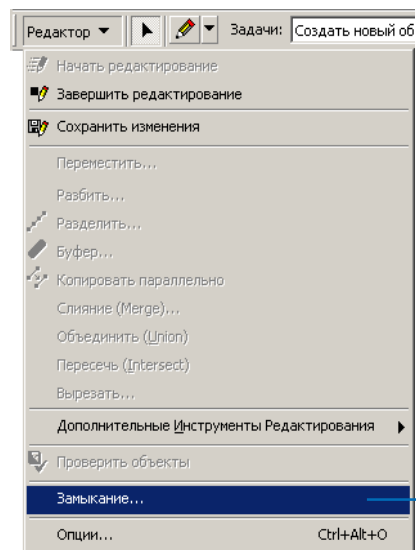 Редактор Задачи: Создать новый об
Начать редактирование
Завершить редактирование
Сохранить изменения
Переместить...
Разбить...
Разделить...
Буфер...
Копировать параллельно
Слияние (Merge)...
Объединить (Union)
Пересечь (Intersect)
Вырезать...
Дополнительные Инструменты Редактирования
Проверить объекты
Замыкание...
Опции... Ctrl+Alt+O